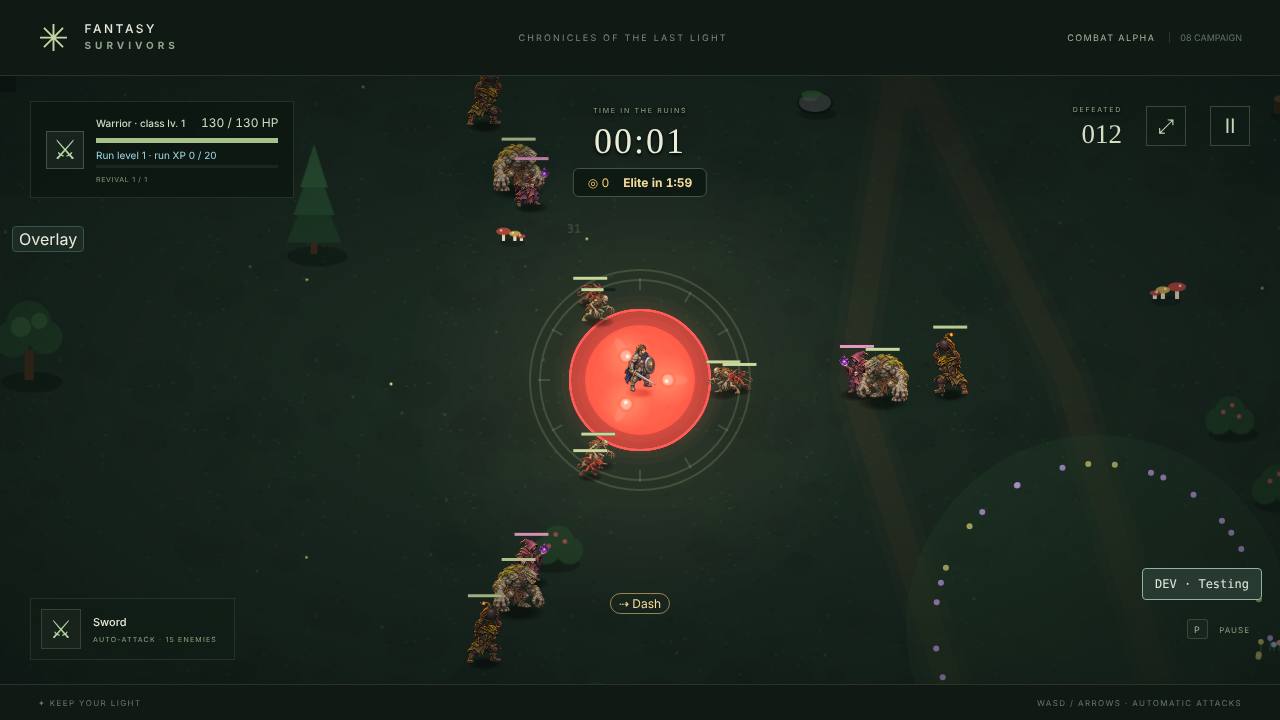 FANTASY
SURVIVORS
CHRONICLES OF THE LAST LIGHT
COMBAT ALPHA
08 CAMPAIGN
Warrior · class lv. 1
130 / 130 HP
Run level 1 · run XP 0 / 20
REVIVAL 1 / 1
TIME IN THE RUINS
00:01
◎ 0 Elite in 1:59
DEFEATED
012
Overlay
31
Sword
AUTO-ATTACK · 15 ENEMIES
⇢ Dash
DEV · Testing
P PAUSE
✦ KEEP YOUR LIGHT
WASD / ARROWS · AUTOMATIC ATTACKS